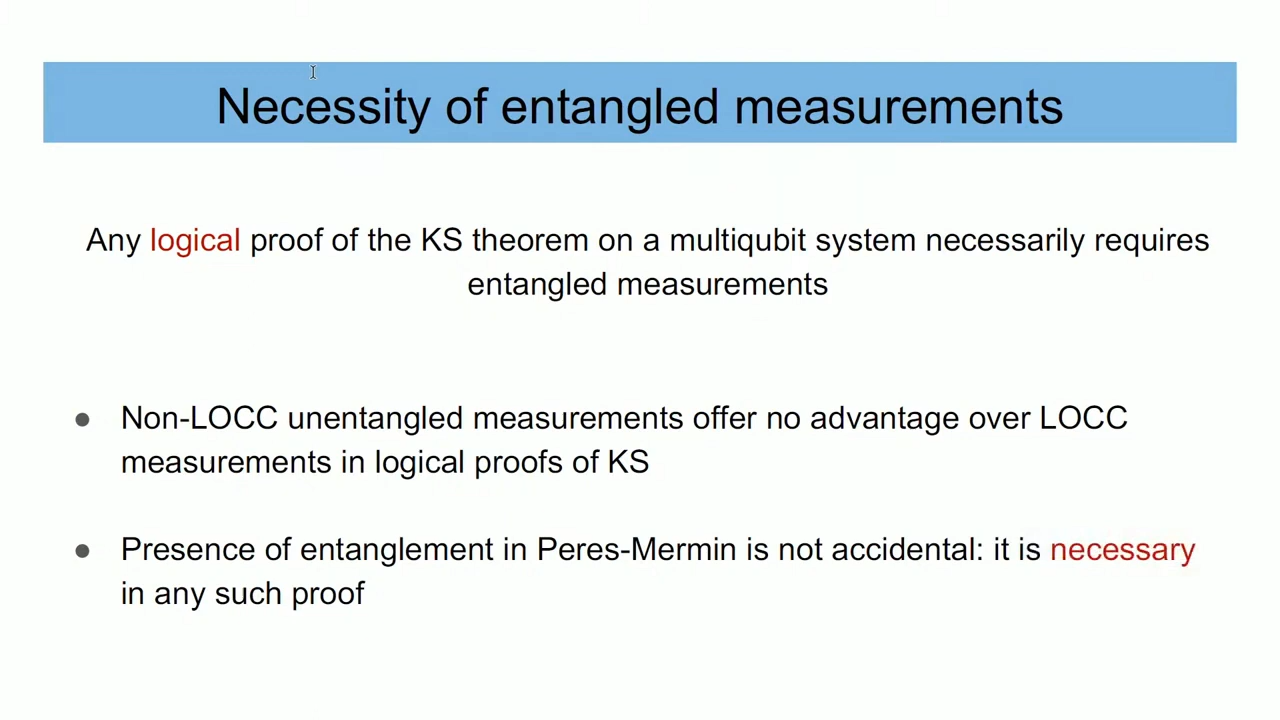 Necessity of entangled measurements
Any logical proof of the KS theorem on a multiqubit system necessarily requires
entangled measurements
● Non-LOCC unentangled measurements offer no advantage over LOCC
measurements in logical proofs of KS
● Presence of entanglement in Peres-Mermin is not accidental: it is necessary
in any such proof